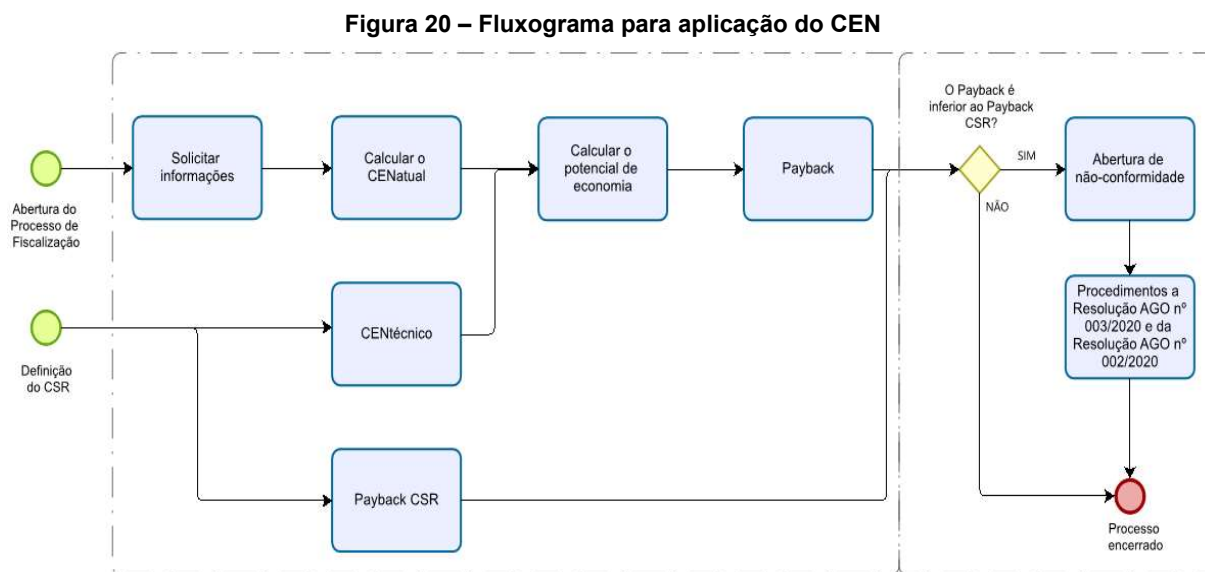 Figura 20 – Fluxograma para aplicação do CEN
Abertura do
Processo de
Fiscalização
Solicitar
informações
Calcular o
CENatual
Calcular o
potencial de
economia
Payback
O Payback é
inferior ao Payback
CSR?
SIM
NÃO
Abertura de
não-conformidade
Definição
do CSR
CENtécnico
Payback CSR
Procedimentos a
Resolução AGO nº
003/2020 e da
Resolução AGO nº
002/2020
Processo
encerrado